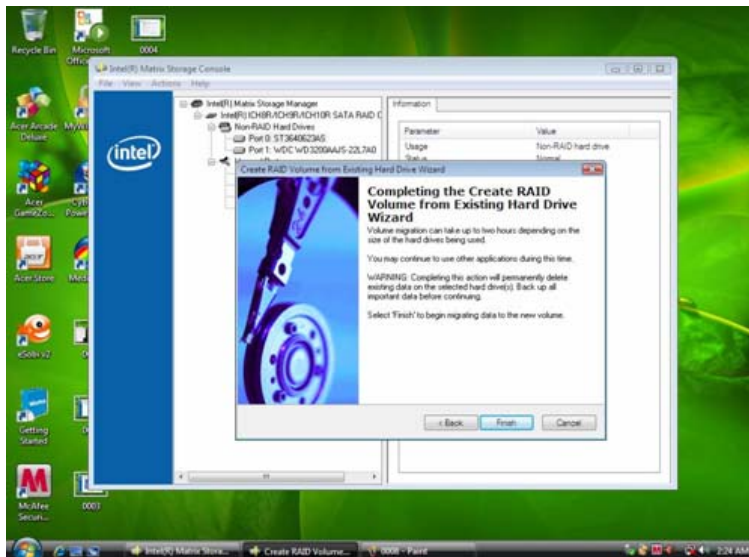 Recycle Bin
Microsoft
Office
0004
Intel(R) Matrix Storage Console
File View Actions Help
Intel(R) Matrix Storage Manager
Intel(R) ICH8R/ICH9R/ICH10R SATA RAID C
Non-RAID Hard Drives
Port 0: ST3640623AS
Port 1: WDC WD3200AAJS-22L7A0
Information
Parameter Value
Usage Non-RAID hard drive
Status Normal
intel
Acer Arcade
Deluxe
Create RAID Volume from Existing Hard Drive Wizard
Completing the Create RAID
Volume from Existing Hard Drive
Wizard
Volume migration can take up to two hours depending on the
size of the hard drives being used.
You may continue to use other applications during this time.
WARNING: Completing this action will permanently delete
existing data on the selected hard drive(s). Back up all
important data before continuing.
Select 'Finish' to begin migrating data to the new volume.
< Back Finish Cancel
Acer
GameZo...
Acer Store
eSobi v2
Getting
Started
McAfee
Securi...
0003
Intel(R) Matrix Stora... Create RAID Volume... 0008 - Paint 2:24 AM